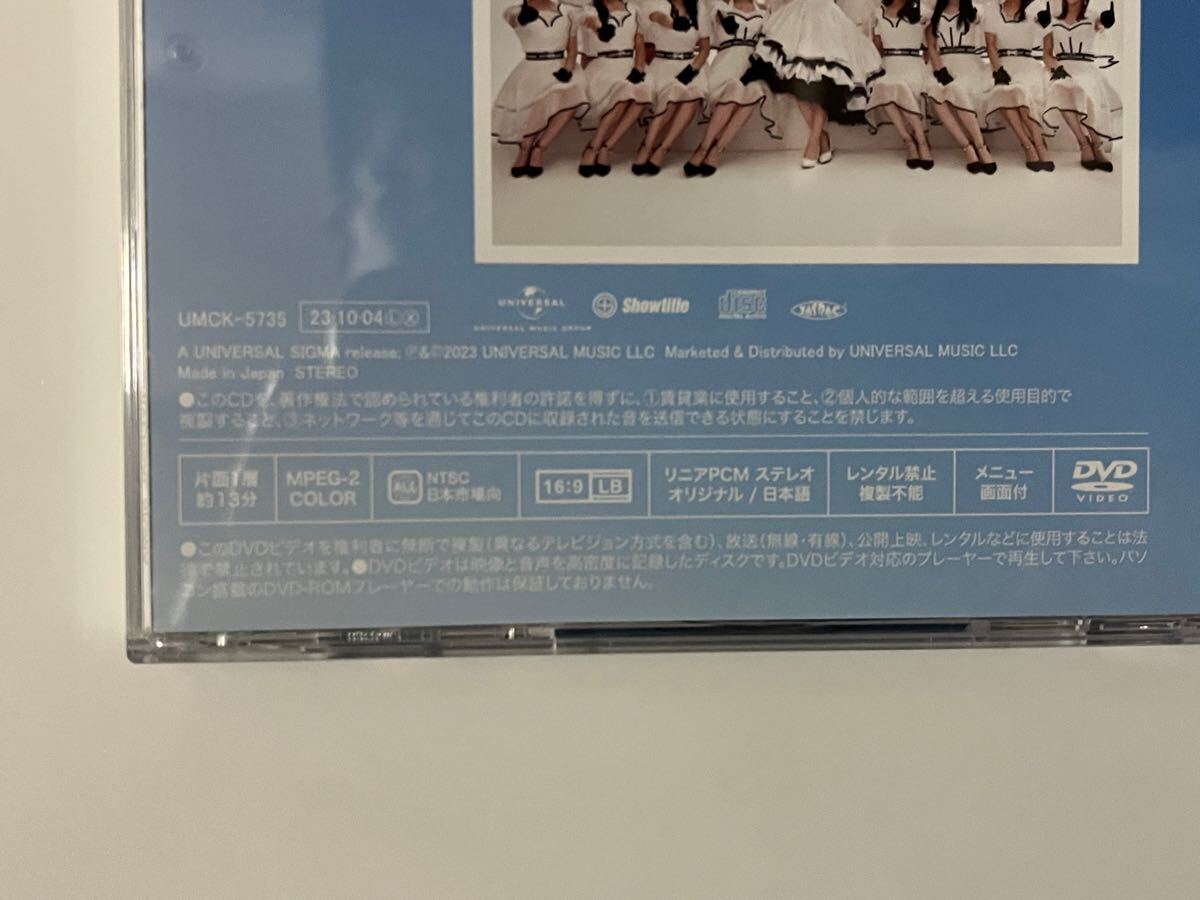 UNIVERSAL
UNIVERSAL MUSIC GROUP
Showtitle
disc
DIGITAL AUDIO
JASRAC
UMCK-5735 23·10·04ⓁⓍ
A UNIVERSAL SIGMA release, Ⓟ&Ⓒ2023 UNIVERSAL MUSIC LLC Marketed & Distributed by UNIVERSAL MUSIC LLC
Made in Japan STEREO
●このCDを、著作権法で認められている権利者の許諾を得ずに、①賃貸業に使用すること、②個人的な範囲を超える使用目的で
複製すること、③ネットワーク等を通じてこのCDに収録された音を送信できる状態にすることを禁じます。
片面1層
約13分
MPEG-2
COLOR
ALL
NTSC
日本市場向
16:9 LB
リニアPCM ステレオ
オリジナル / 日本語
レンタル禁止
複製不能
メニュー
画面付
DVD
VIDEO
●このDVDビデオを権利者に無断で複製(異なるテレビジョン方式を含む)、放送(無線・有線)、公開上映、レンタルなどに使用することは法
法で禁止されています。●DVDビデオは映像と音声を高密度に記録したディスクです。DVDビデオ対応のプレーヤーで再生して下さい。パソ
コン搭載のDVD-ROMプレーヤーでの動作は保証しておりません。